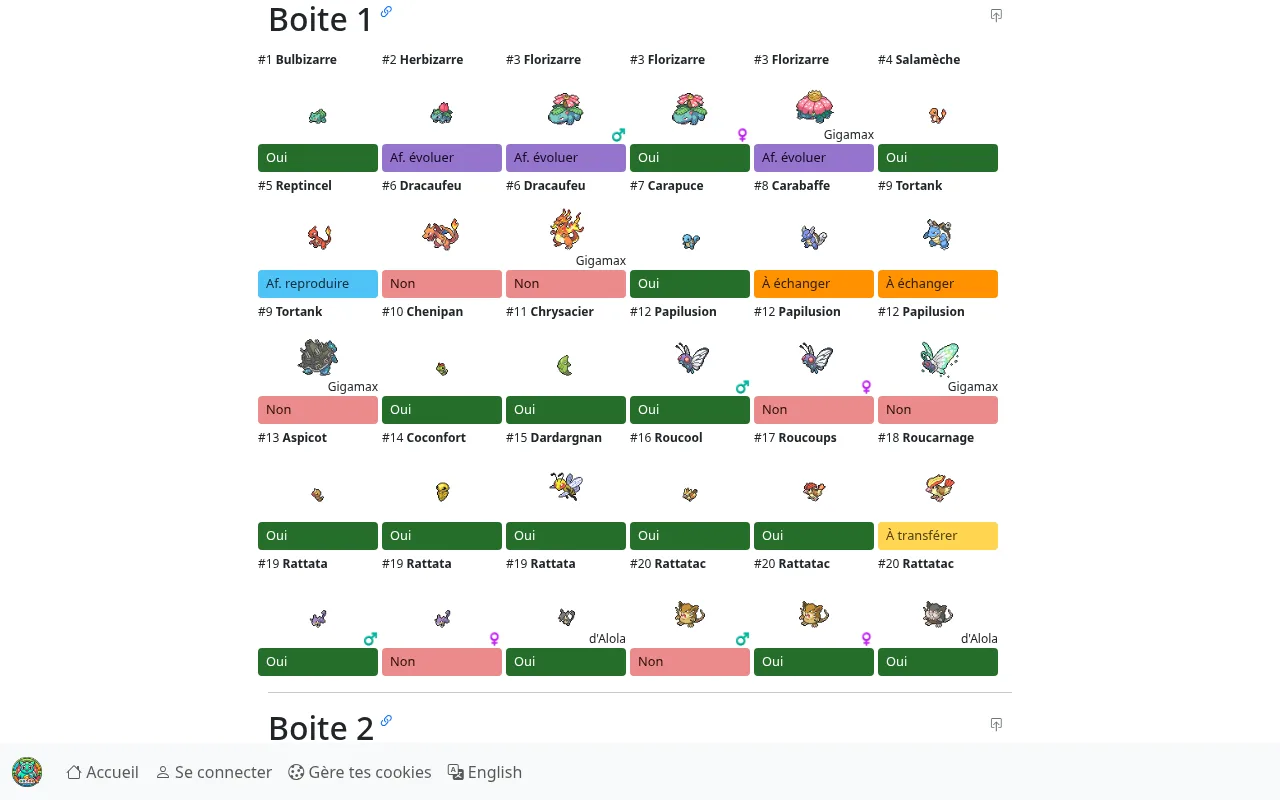 Boite 1
#1 Bulbizarre #2 Herbizarre #3 Florizarre #3 Florizarre #3 Florizarre #4 Salamèche
Gigamax
Oui Af. évoluer Af. évoluer Oui Af. évoluer Oui
#5 Reptincel #6 Dracaufeu #6 Dracaufeu #7 Carapuce #8 Carabaffe #9 Tortank
Gigamax
Af. reproduire Non Non Oui À échanger À échanger
#9 Tortank #10 Chenipan #11 Chrysacier #12 Papilusion #12 Papilusion #12 Papilusion
Gigamax Gigamax
Non Oui Oui Oui Non Non
#13 Aspicot #14 Coconfort #15 Dardargnan #16 Roucool #17 Roucoups #18 Roucarnage
Oui Oui Oui Oui Oui À transférer
#19 Rattata #19 Rattata #19 Rattata #20 Rattatac #20 Rattatac #20 Rattatac
d'Alola d'Alola
Oui Non Oui Non Oui Oui
Boite 2
Accueil Se connecter Gère tes cookies English